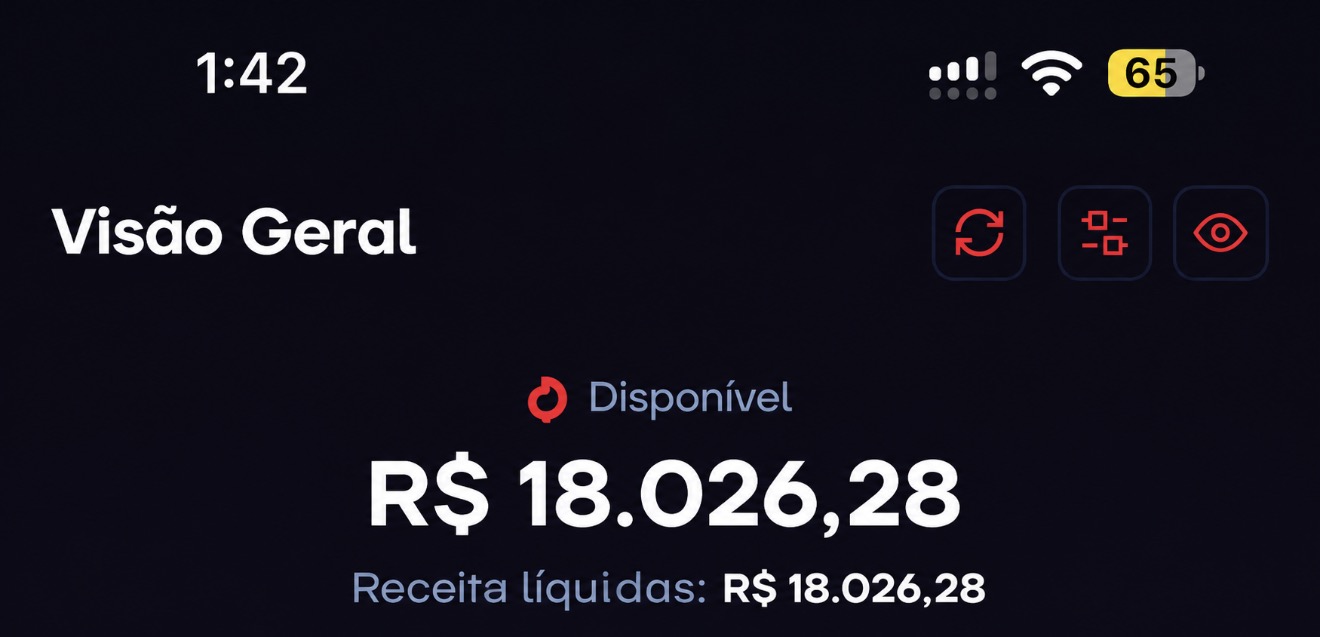 1:42 65
Visão Geral
Disponível
R$ 18.026,28
Receita líquidas: R$ 18.026,28